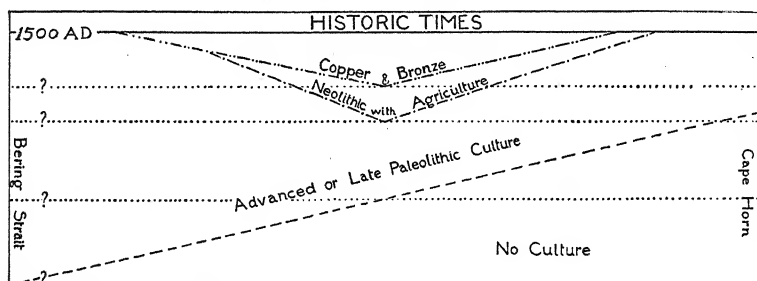 HISTORIC TIMES
1500 AD
Copper & Bronze
?
Neolithic with Agriculture
?
Bering Strait
Advanced or Late Paleolithic Culture
Cape Horn
?
No Culture
?